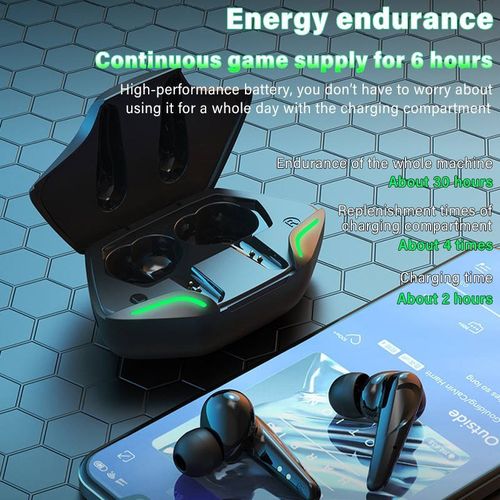 Energy endurance
Continuous game supply for 6 hours
High-performance battery, you don't have to worry about
using it for a whole day with the charging compartment
Endurance of the whole machine
About 30 hours
Replenishment times of
charging compartment
About 4 times
Charging time
About 2 hours
Outside